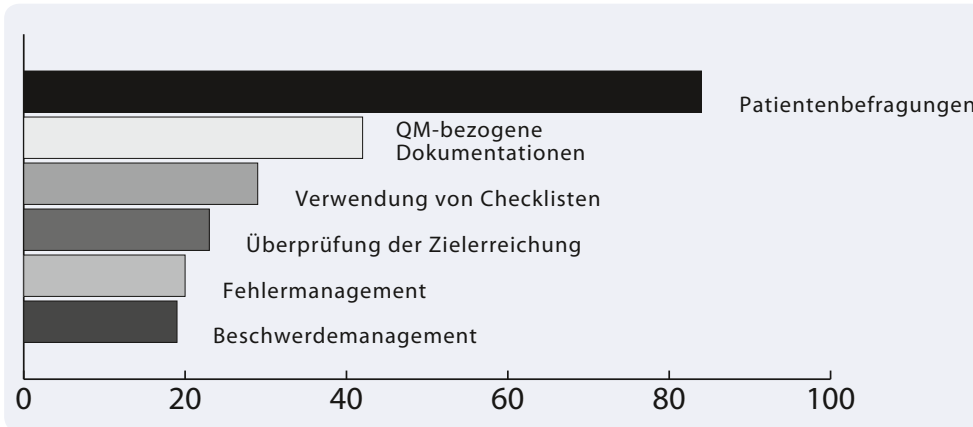 Patientenbefragungen
QM-bezogene
Dokumentationen
Verwendung von Checklisten
Überprüfung der Zielerreichung
Fehlermanagement
Beschwerdemanagement
0 20 40 60 80 100